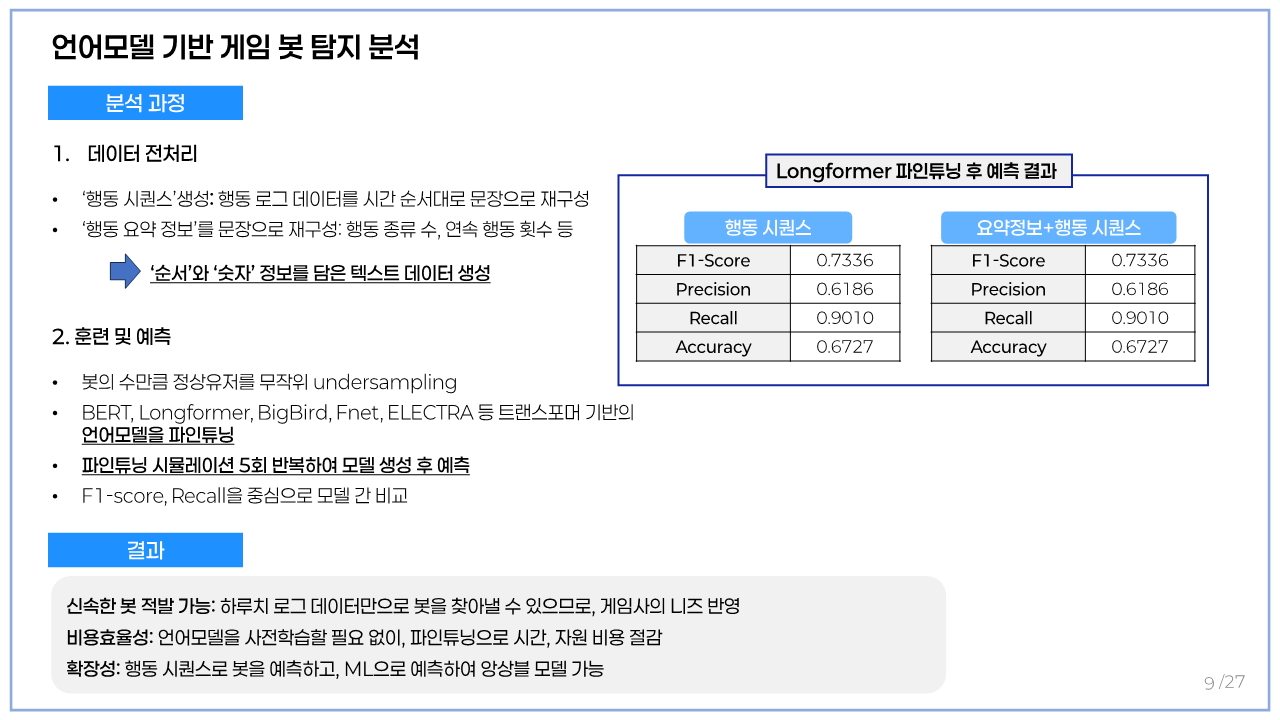 언어모델 기반 게임 봇 탐지 분석
분석 과정
1. 데이터 전처리
• ‘행동 시퀀스’생성: 행동 로그 데이터를 시간 순서대로 문장으로 재구성
• ‘행동 요약 정보’를 문장으로 재구성: 행동 종류 수, 연속 행동 횟수 등
‘순서’와 ‘숫자’ 정보를 담은 텍스트 데이터 생성
2. 훈련 및 예측
• 봇의 수만큼 정상유저를 무작위 undersampling
• BERT, Longformer, BigBird, Fnet, ELECTRA 등 트랜스포머 기반의
언어모델을 파인튜닝
• 파인튜닝 시뮬레이션 5회 반복하여 모델 생성 후 예측
• F1-score, Recall을 중심으로 모델 간 비교
Longformer 파인튜닝 후 예측 결과
행동 시퀀스
F1-Score 0.7336
Precision 0.6186
Recall 0.9010
Accuracy 0.6727
요약정보+행동 시퀀스
F1-Score 0.7336
Precision 0.6186
Recall 0.9010
Accuracy 0.6727
결과
신속한 봇 적발 가능: 하루치 로그 데이터만으로 봇을 찾아낼 수 있으므로, 게임사의 니즈 반영
비용효율성: 언어모델을 사전학습할 필요 없이, 파인튜닝으로 시간, 자원 비용 절감
확장성: 행동 시퀀스로 봇을 예측하고, ML으로 예측하여 앙상블 모델 가능
9 /27